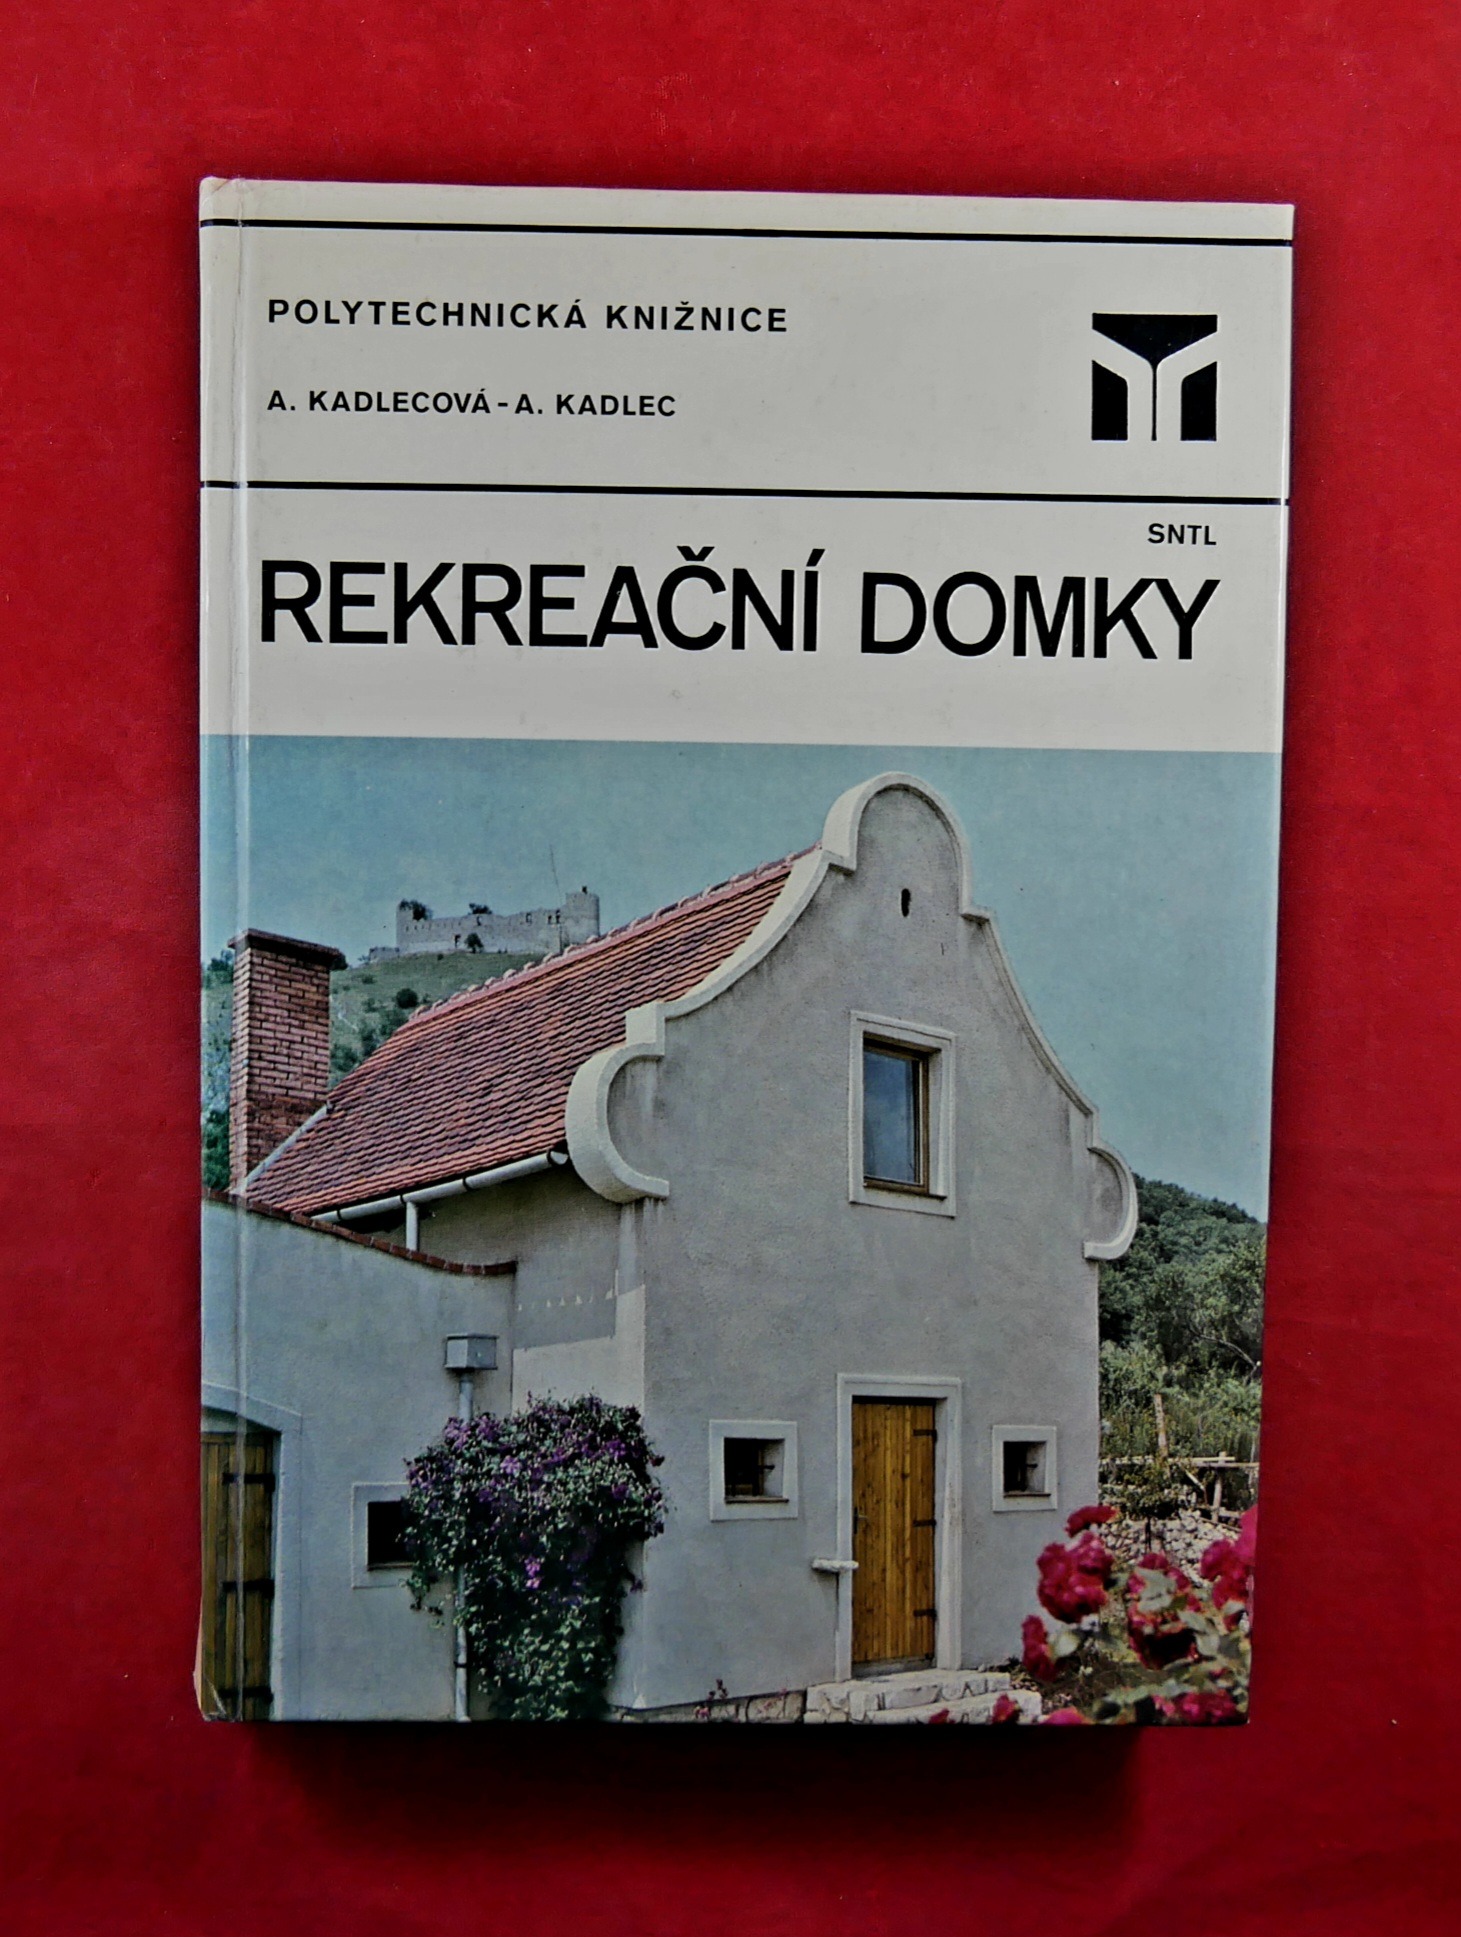 POLYTECHNICKÁ KNIŽNICE
A. KADLECOVÁ - A. KADLEC
SNTL
REKREAČNÍ DOMKY